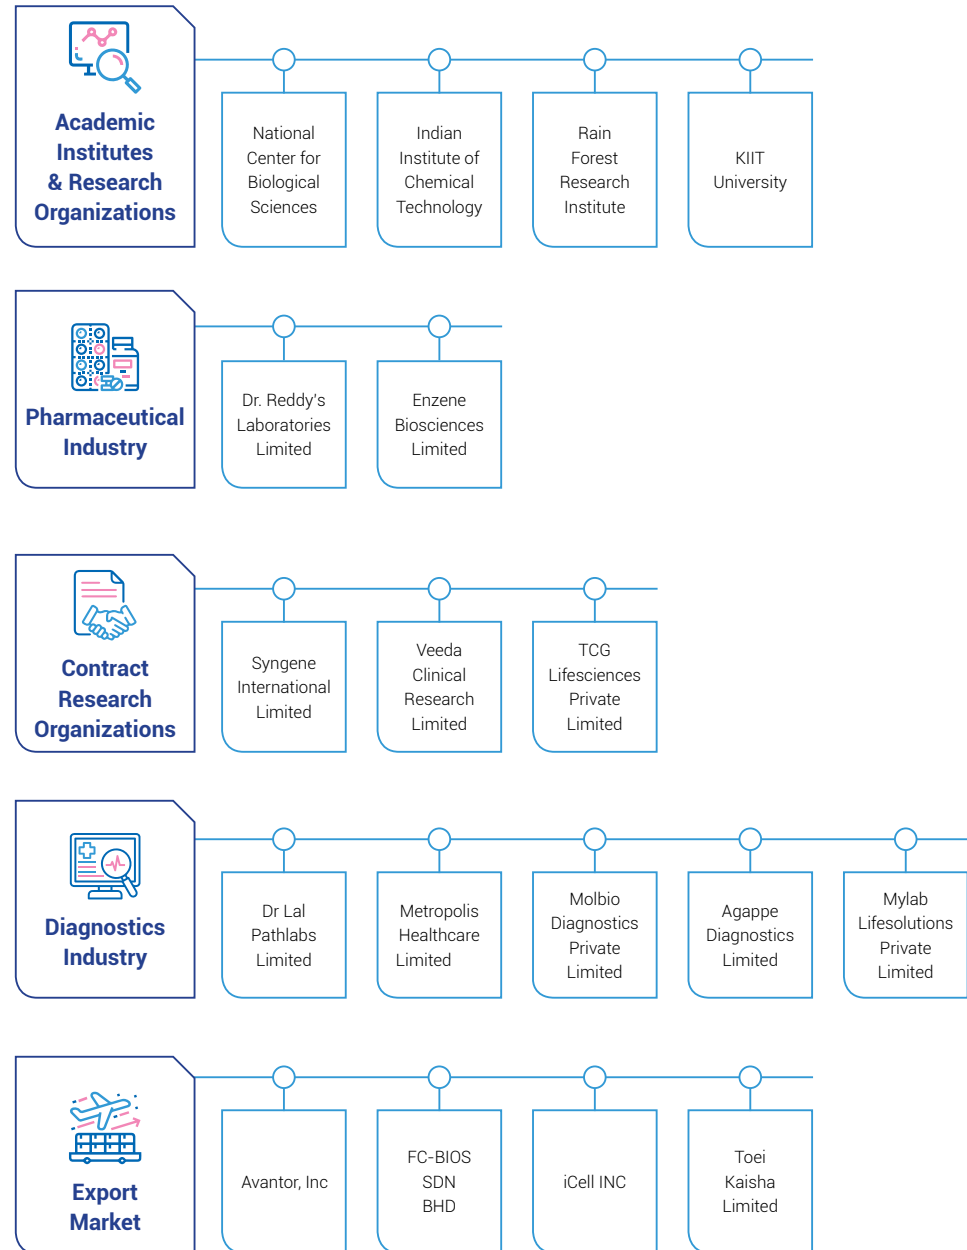 Academic
Institutes
& Research
Organizations
National
Center for
Biological
Sciences
Indian
Institute of
Chemical
Technology
Rain
Forest
Research
Institute
KIIT
University
Pharmaceutical
Industry
Dr. Reddy's
Laboratories
Limited
Enzene
Biosciences
Limited
Contract
Research
Organizations
Syngene
International
Limited
Veeda
Clinical
Research
Limited
TCG
Lifesciences
Private
Limited
Diagnostics
Industry
Dr Lal
Pathlabs
Limited
Metropolis
Healthcare
Limited
Molbio
Diagnostics
Private
Limited
Agappe
Diagnostics
Limited
Mylab
Lifesolutions
Private
Limited
Export
Market
Avantor, Inc
FC-BIOS
SDN
BHD
iCell INC
Toei
Kaisha
Limited